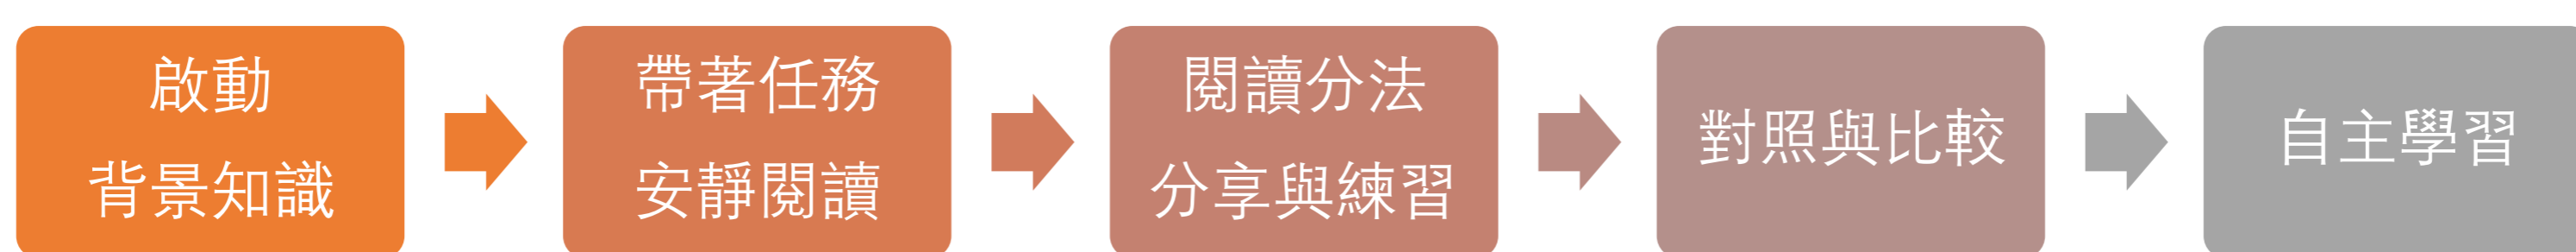 啟動
背景知識
帶著任務
安靜閱讀
閱讀分法
分享與練習
對照與比較
自主學習